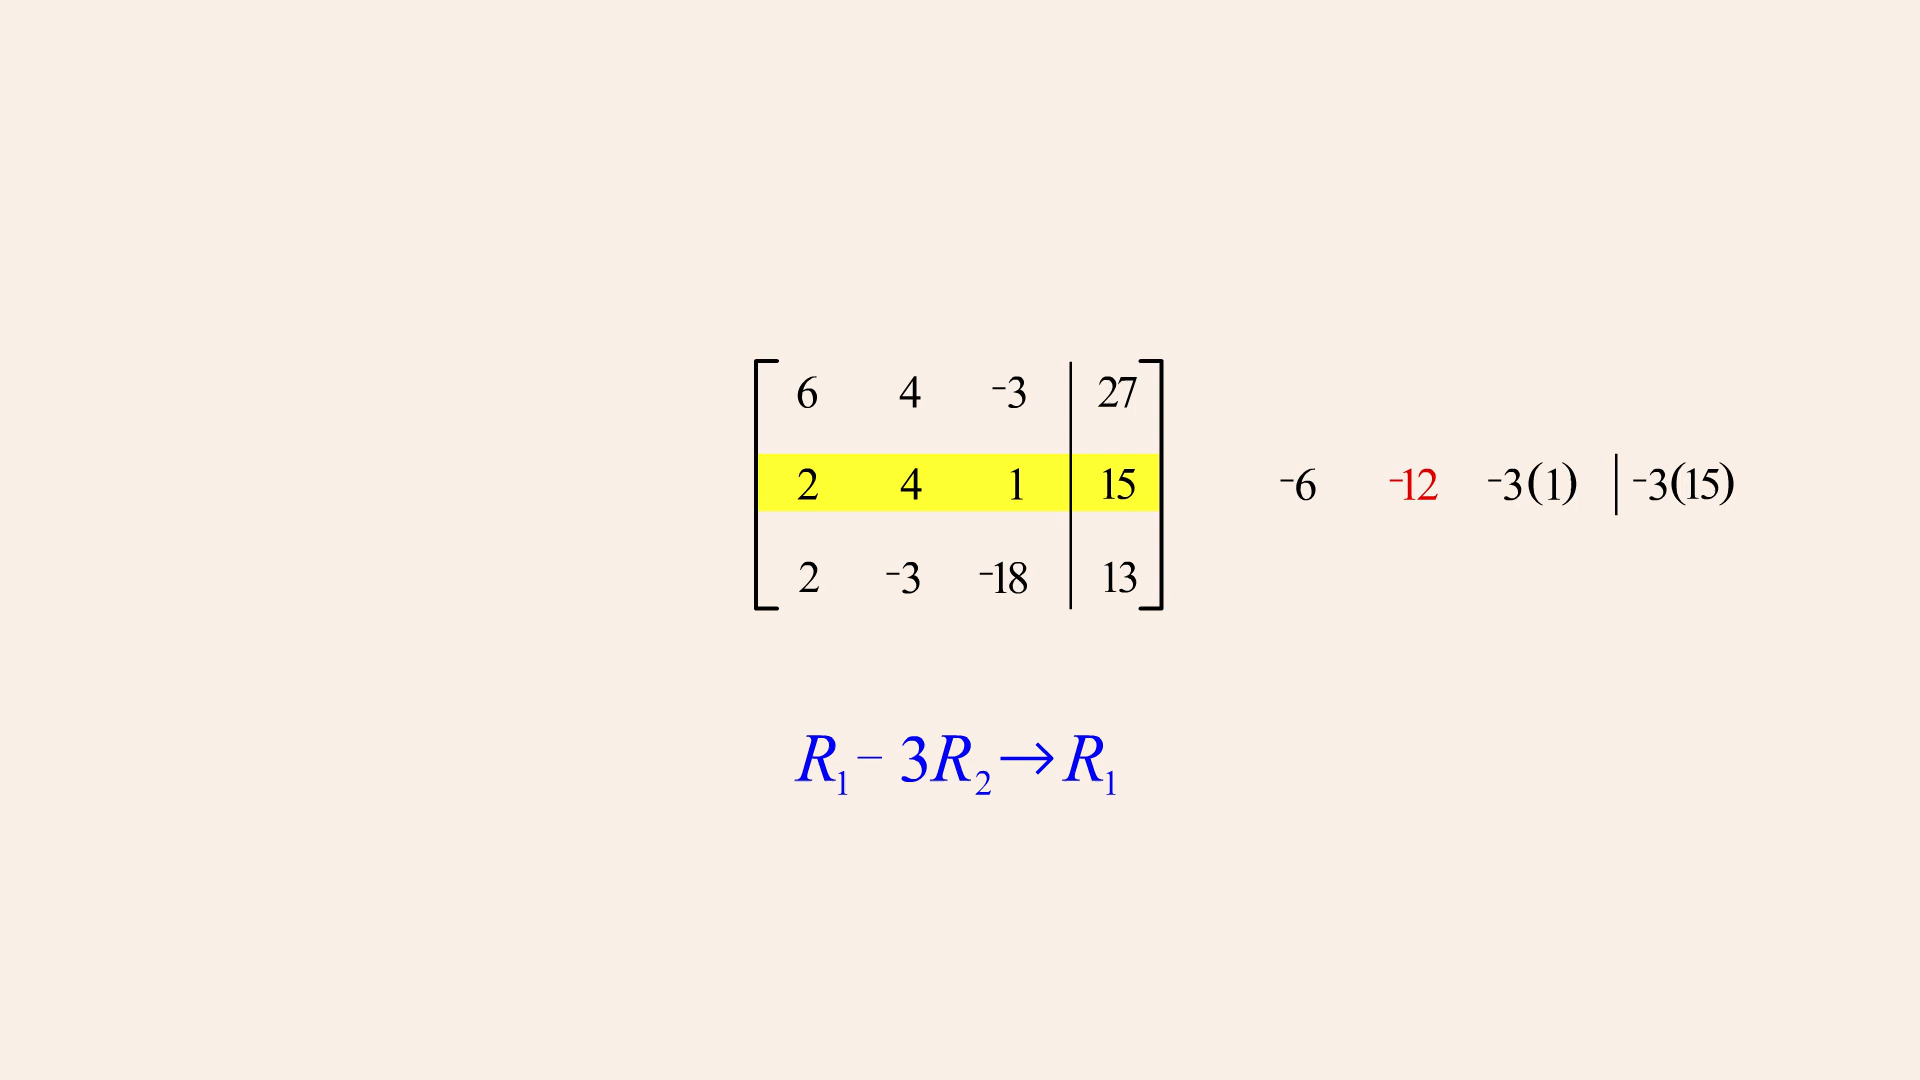 6 4 -3 | 27
2 4 1 | 15 -6 -12 -3(1) | -3(15)
2 -3 -18 | 13
R₁ – 3R₂ → R₁